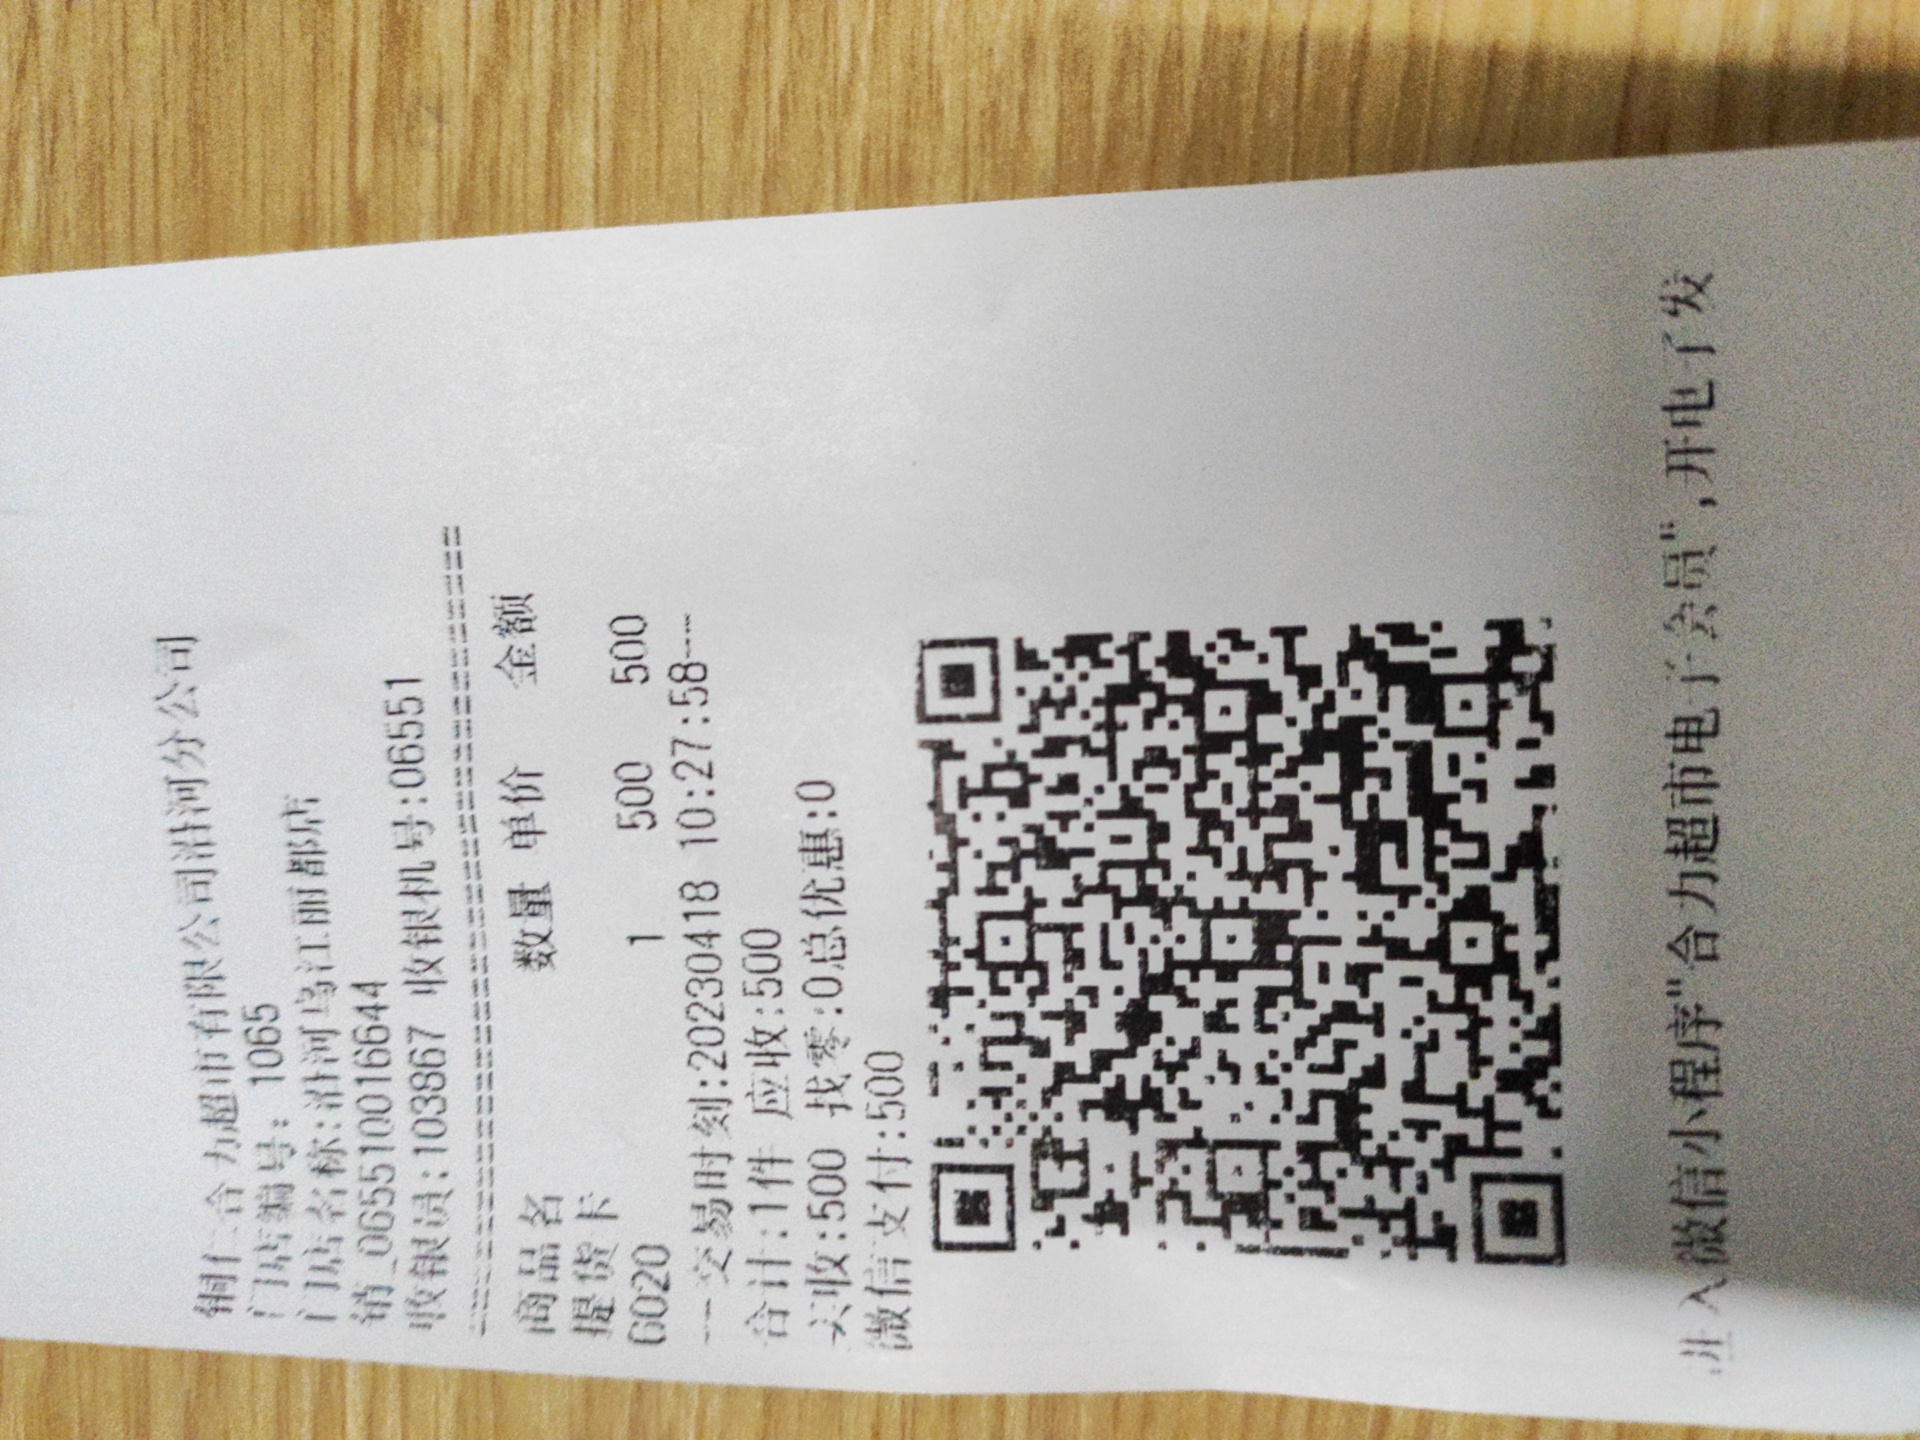 铜仁合力超市有限公司沿河分公司
门店编号: 1065
门店名称:沿河乌江丽都店
销_065510010016644
收银员:103867 收银机号:06551
商品名 数量 单价 金额
提货卡
6020 1 500 500
---交易时刻:20230418 10:27:58---
合计:1件 应收:500
实收:500 找零:0总优惠:0
微信支付:500
进入微信小程序"合力超市电子会员",开电子发